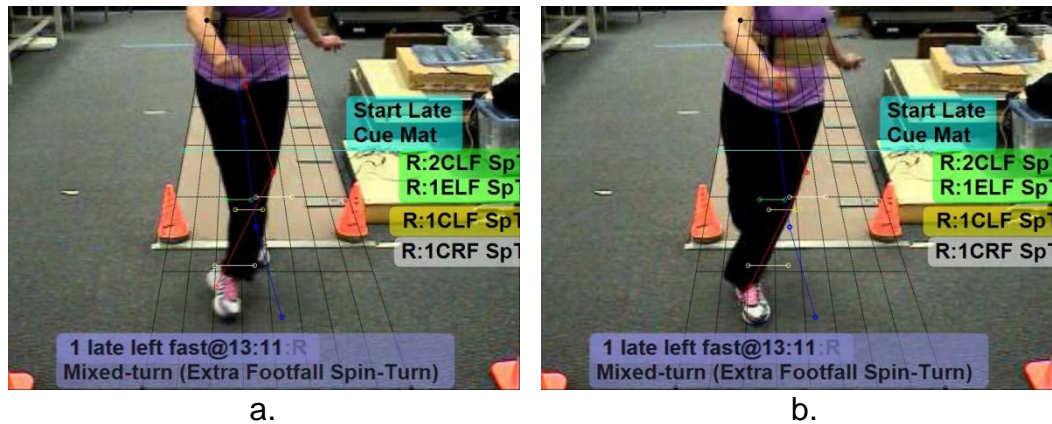 Start Late
Cue Mat
R:2CLF SpT
R:1ELF SpT
R:1CLF SpT
R:1CRF SpT
1 late left fast@13:11:R
Mixed-turn (Extra Footfall Spin-Turn)
a.
Start Late
Cue Mat
R:2CLF SpT
R:1ELF SpT
R:1CLF SpT
R:1CRF SpT
1 late left fast@13:11:R
Mixed-turn (Extra Footfall Spin-Turn)
b.